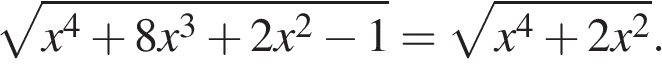 √(x⁴ + 8x³ + 2x² − 1) = √(x⁴ + 2x²).